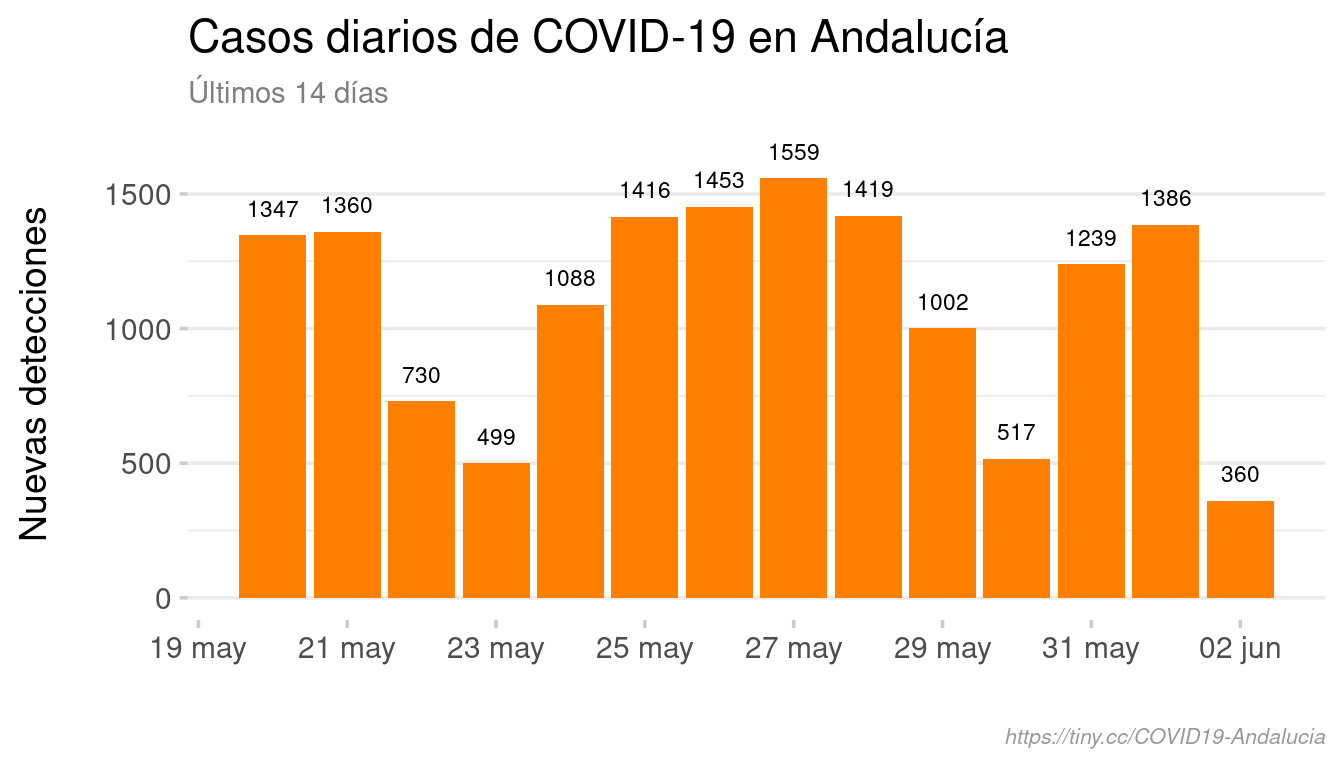 Casos diarios de COVID-19 en Andalucía
Últimos 14 días
Nuevas detecciones
1500
1000
500
0
1347
1360
730
499
1088
1416
1453
1559
1419
1002
517
1239
1386
360
19 may
21 may
23 may
25 may
27 may
29 may
31 may
02 jun
https://tiny.cc/COVID19-Andalucia